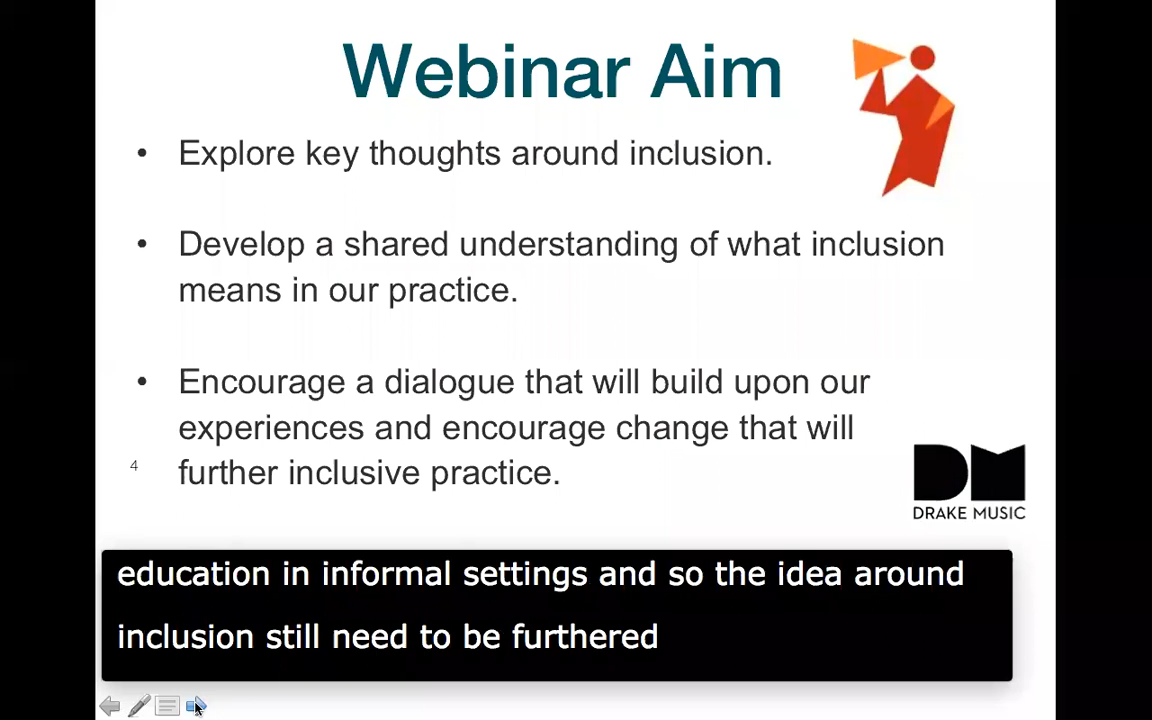 Webinar Aim
• Explore key thoughts around inclusion.
• Develop a shared understanding of what inclusion
means in our practice.
• Encourage a dialogue that will build upon our
experiences and encourage change that will
4
further inclusive practice.
DM
DRAKE MUSIC
education in informal settings and so the idea around
inclusion still need to be furthered